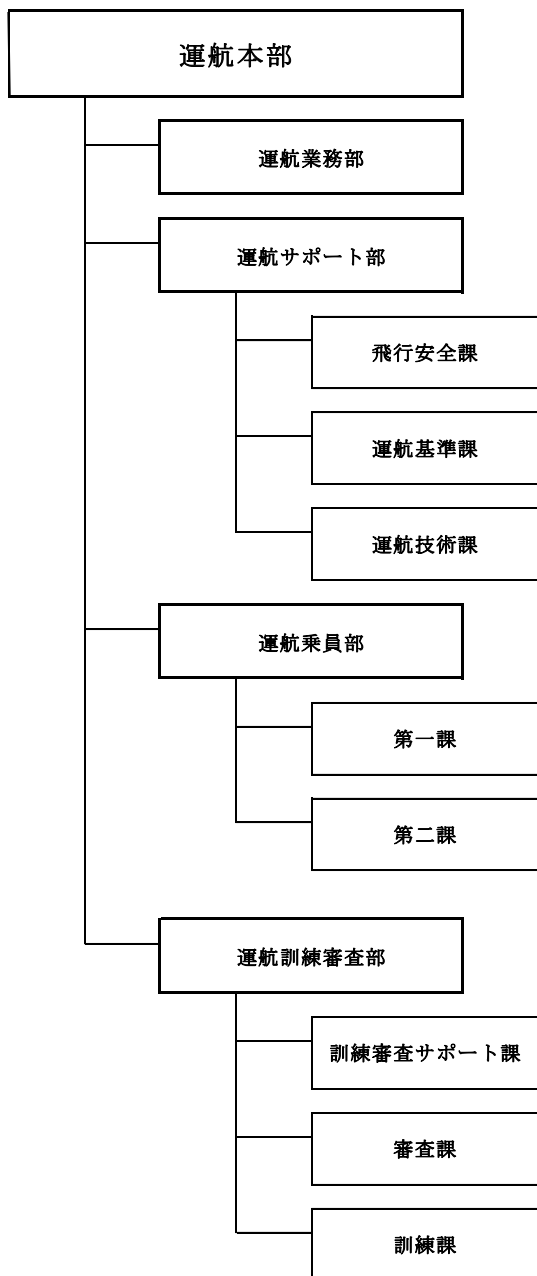 運航本部
運航業務部
運航サポート部
飛行安全課
運航基準課
運航技術課
運航乗員部
第一課
第二課
運航訓練審査部
訓練審査サポート課
審査課
訓練課